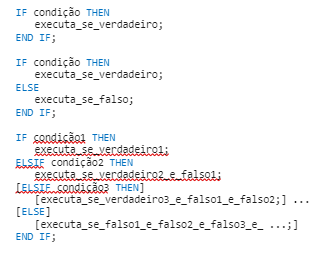 IF condição THEN
executa_se_verdadeiro;
END IF;
IF condição THEN
executa_se_verdadeiro;
ELSE
executa_se_falso;
END IF;
IF condição1 THEN
executa_se_verdadeiro1;
ELSIF condição2 THEN
executa_se_verdadeiro2_e_falso1;
[ELSIF condição3 THEN]
[executa_se_verdadeiro3_e_falso1_e_falso2;] ...
[ELSE]
[executa_se_falso1_e_falso2_e_falso3_e_ ...;]
END IF;